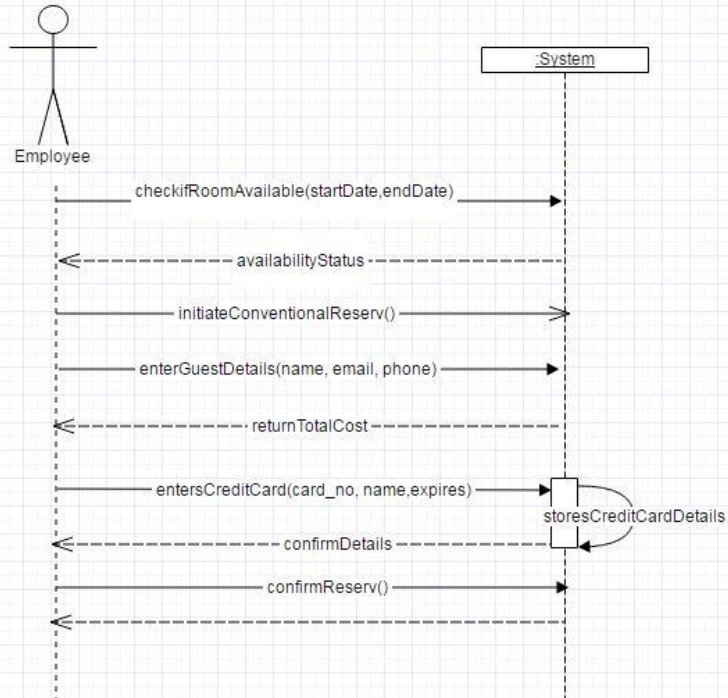 :System
Employee
checkifRoomAvailable(startDate,endDate)
availabilityStatus
initiateConventionalReserv()
enterGuestDetails(name, email, phone)
returnTotalCost
entersCreditCard(card_no, name,expires)
storesCreditCardDetails
confirmDetails
confirmReserv()